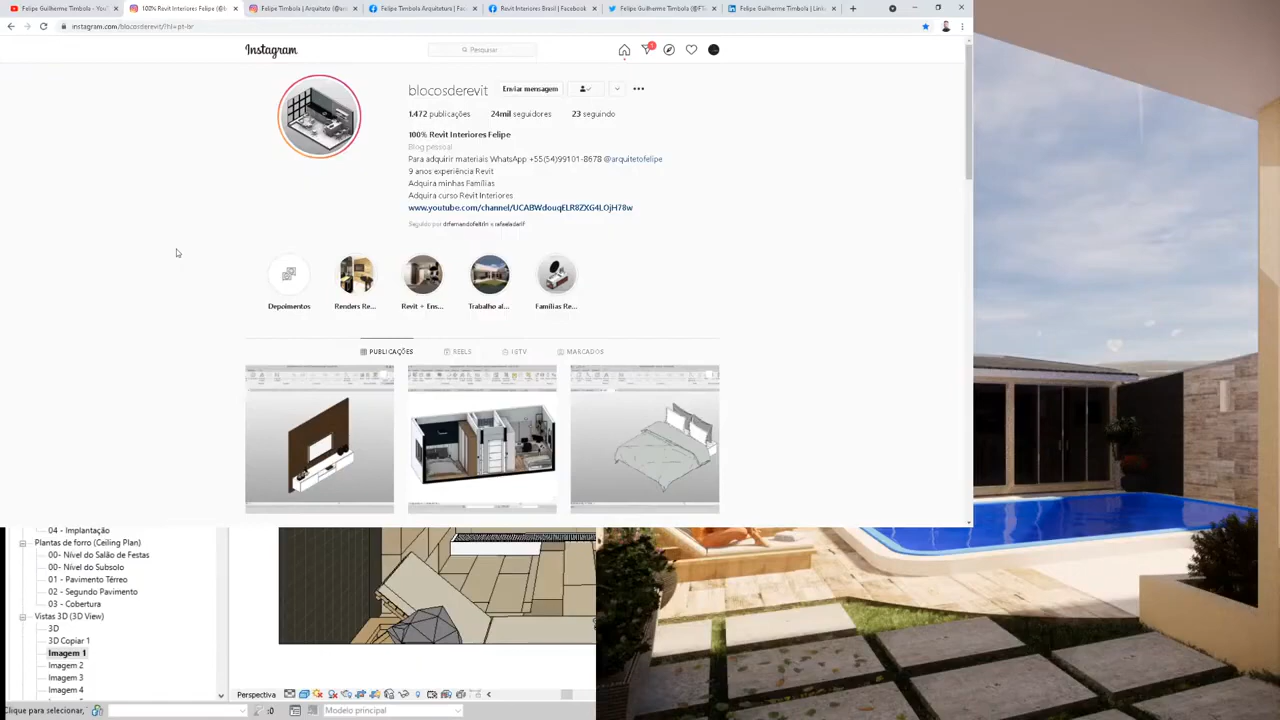 Felipe Guilherme Timbola - You
100% Revit Interiores Felipe (@b
Felipe Timbola | Arquiteto (@a
Felipe Timbola Arquitetura | Fac
Revit Interiores Brasil | Facebook
Felipe Guilherme Timbola (@FTi
Felipe Guilherme Timbola | Link
instagram.com/blocosderevit/?hl=pt-br
Instagram
Pesquisar
1
blocosderevit
Enviar mensagem
1.472 publicações
24mil seguidores
23 seguindo
100% Revit Interiores Felipe
Blog pessoal
Para adquirir materiais WhatsApp +55(54)99101-8678 @arquitetofelipe
9 anos experiência Revit
Adquira minhas Famílias
Adquira curso Revit Interiores
www.youtube.com/channel/UCABWdouqELR8ZXG4LOjH78w
Seguido por drfernandofeltrin e rafaeladalif
Depoimentos
Renders Re...
Revit + Ens...
Trabalho al...
Famílias Re...
PUBLICAÇÕES
REELS
IGTV
MARCADOS
04 - Implantação
Plantas de forro (Ceiling Plan)
00- Nível do Salão de Festas
00- Nível do Subsolo
01 - Pavimento Térreo
02 - Segundo Pavimento
03 - Cobertura
Vistas 3D (3D View)
3D
3D Copiar 1
Imagem 1
Imagem 2
Imagem 3
Imagem 4
Perspectiva
Clique para selecionar,
:0
Modelo principal